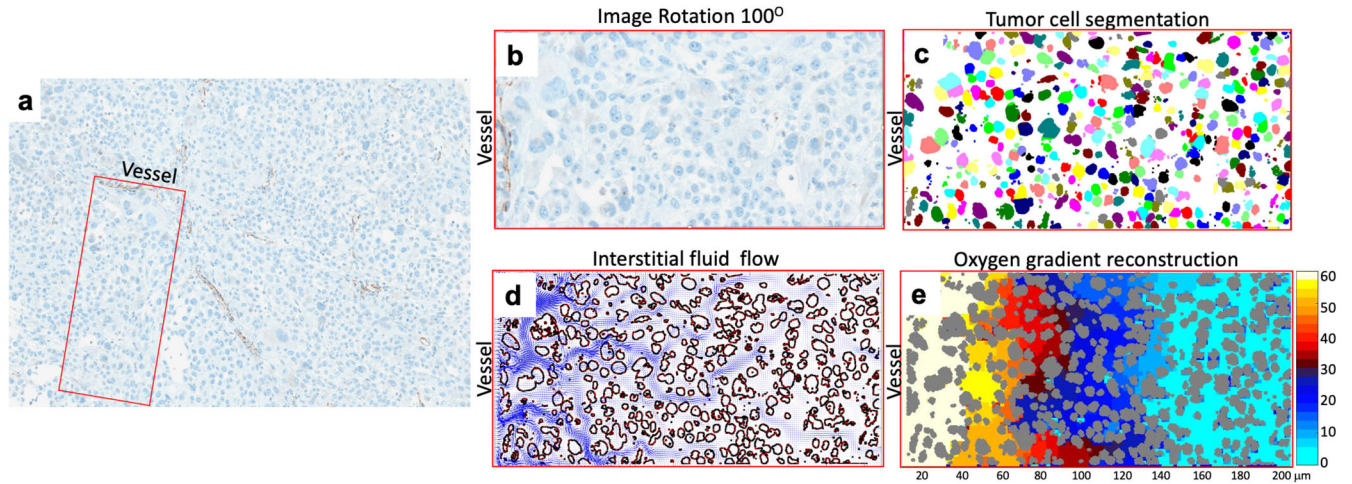 a
Vessel
Image Rotation 100°
b
Vessel
Tumor cell segmentation
c
Vessel
Interstitial fluid flow
d
Vessel
Oxygen gradient reconstruction
e
Vessel
60
50
40
30
20
10
0
20 40 60 80 100 120 140 160 180 200 µm